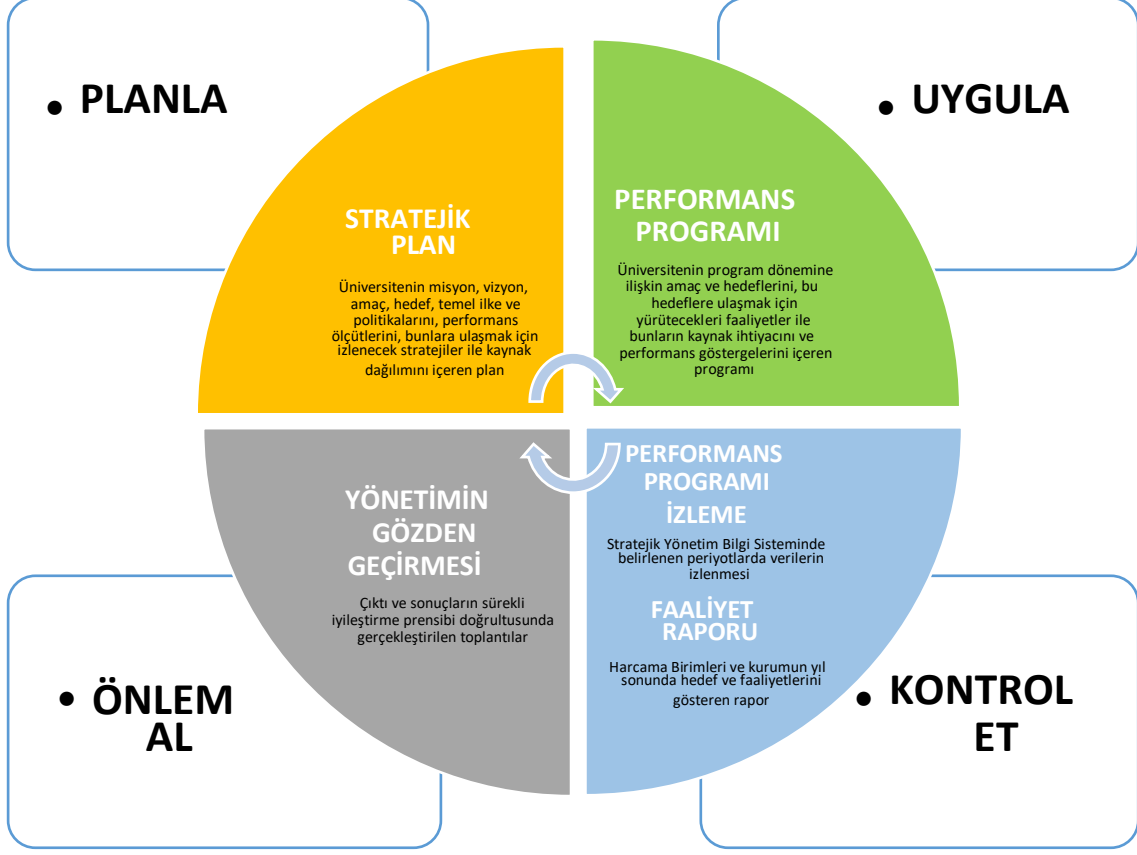 • PLANLA
• UYGULA
STRATEJİK
PLAN
Üniversitenin misyon, vizyon,
amaç, hedef, temel ilke ve
politikalarını, performans
ölçütlerini, bunlara ulaşmak için
izlenecek stratejiler ile kaynak
dağılımını içeren plan
PERFORMANS
PROGRAMI
Üniversitenin program dönemine
ilişkin amaç ve hedeflerini, bu
hedeflere ulaşmak için
yürütecekleri faaliyetler ile
bunların kaynak ihtiyacını ve
performans göstergelerini içeren
programı
YÖNETİMİN
GÖZDEN
GEÇİRMESİ
Çıktı ve sonuçların sürekli
iyileştirme prensibi doğrultusunda
gerçekleştirilen toplantılar
PERFORMANS
PROGRAMI
İZLEME
Stratejik Yönetim Bilgi Sisteminde
belirlenen periyotlarda verilerin
izlenmesi
FAALİYET
RAPORU
Harcama Birimleri ve kurumun yıl
sonunda hedef ve faaliyetlerini
gösteren rapor
• ÖNLEM
AL
• KONTROL
ET